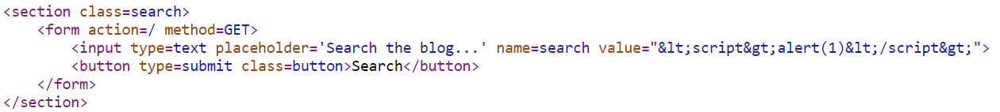 <section class=search>
    <form action=/ method=GET>
        <input type=text placeholder='Search the blog...' name=search value="&lt;script&gt;alert(1)&lt;/script&gt;">
        <button type=submit class=button>Search</button>
    </form>
</section>